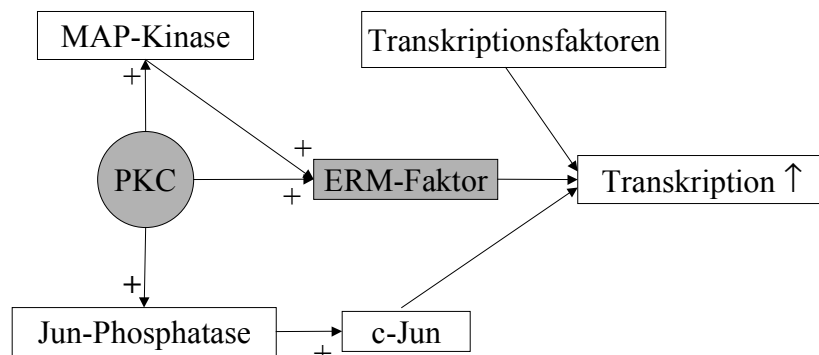 MAP-Kinase
Transkriptionsfaktoren
+
+
PKC
+
ERM-Faktor
Transkription ↑
+
Jun-Phosphatase
+
c-Jun